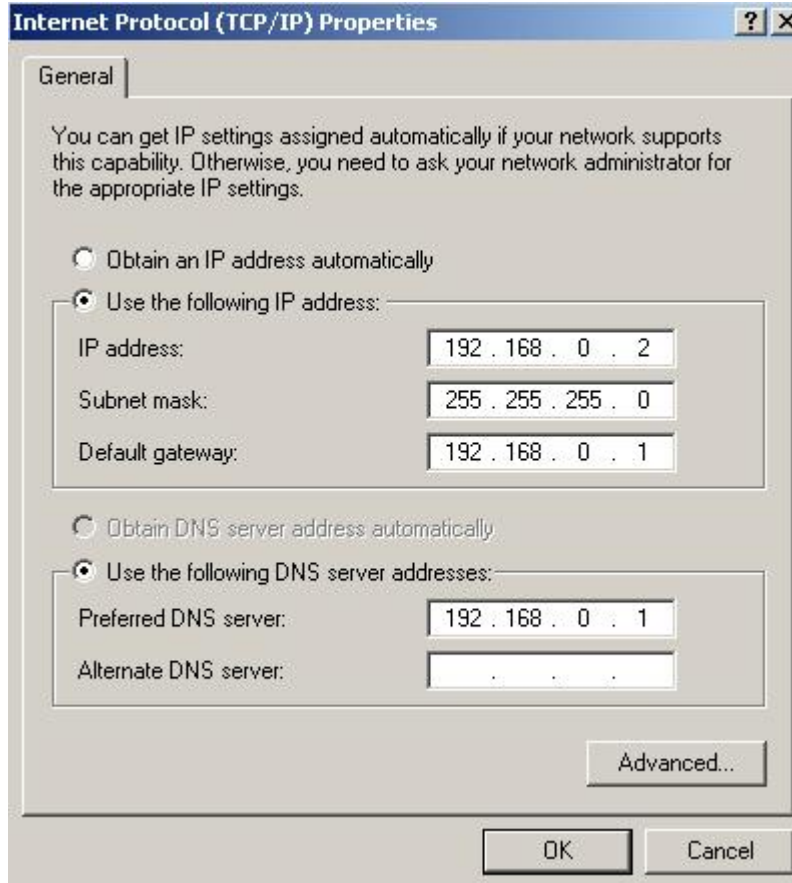 Internet Protocol (TCP/IP) Properties
General
You can get IP settings assigned automatically if your network supports
this capability. Otherwise, you need to ask your network administrator for
the appropriate IP settings.
Obtain an IP address automatically
Use the following IP address:
IP address: 192 . 168 . 0 . 2
Subnet mask: 255 . 255 . 255 . 0
Default gateway: 192 . 168 . 0 . 1
Obtain DNS server address automatically
Use the following DNS server addresses:
Preferred DNS server: 192 . 168 . 0 . 1
Alternate DNS server: . . .
Advanced...
OK Cancel